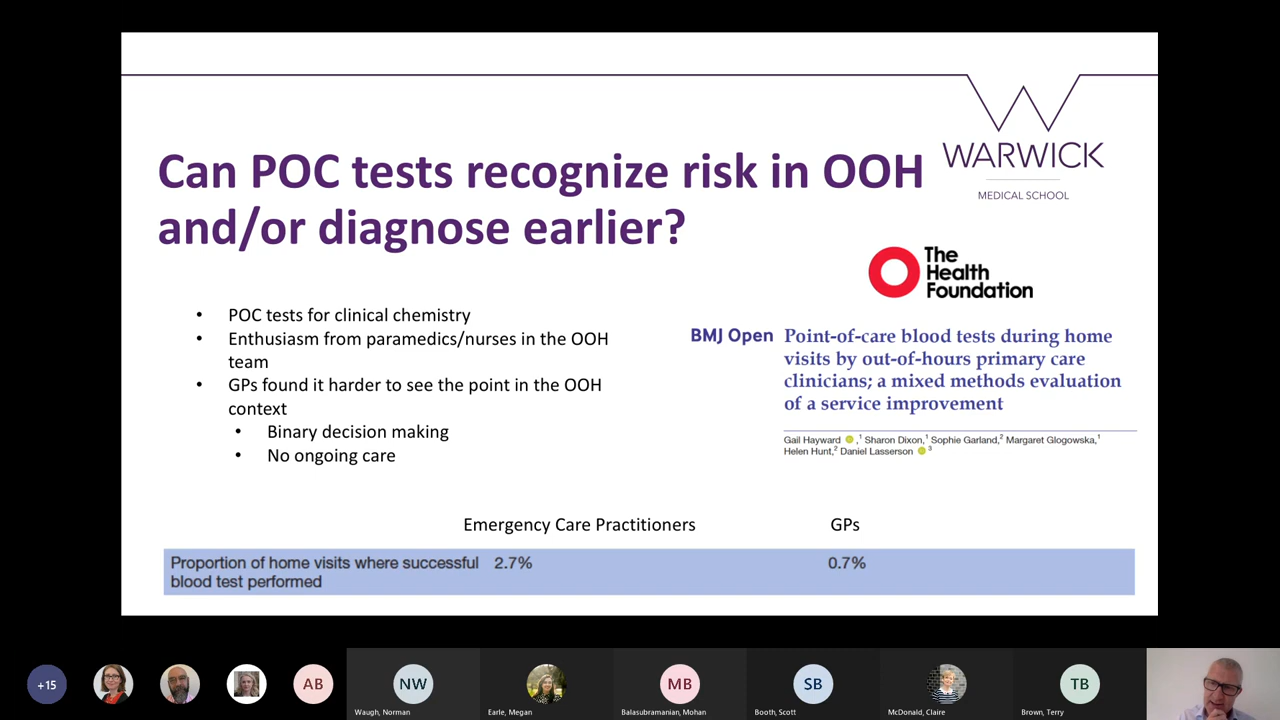 Can POC tests recognize risk in OOH
and/or diagnose earlier?
WARWICK
MEDICAL SCHOOL
The
Health
Foundation
• POC tests for clinical chemistry
• Enthusiasm from paramedics/nurses in the OOH
team
• GPs found it harder to see the point in the OOH
context
• Binary decision making
• No ongoing care
BMJ Open Point-of-care blood tests during home
visits by out-of-hours primary care
clinicians; a mixed methods evaluation
of a service improvement
Gail Hayward ,1 Sharon Dixon,1 Sophie Garland,2 Margaret Glogowska,1
Helen Hunt,2 Daniel Lasserson 3
Emergency Care Practitioners GPs
Proportion of home visits where successful 2.7% 0.7%
blood test performed
+15 AB NW MB SB TB
Waugh, Norman Earle, Megan Balasubramanian, Mohan Booth, Scott McDonald, Claire Brown, Terry